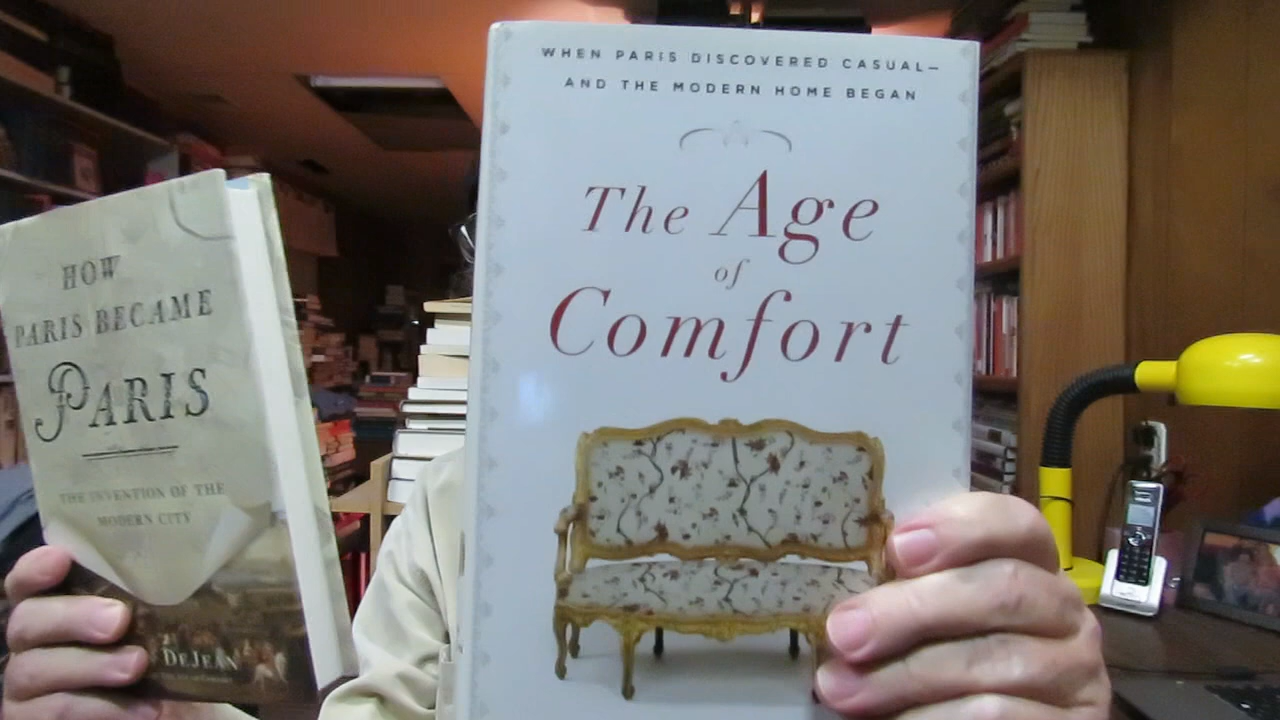 HOW
PARIS BECAME
PARIS
THE INVENTION OF THE
MODERN CITY
DEJEAN
WHEN PARIS DISCOVERED CASUAL—
AND THE MODERN HOME BEGAN
The Age
of
Comfort